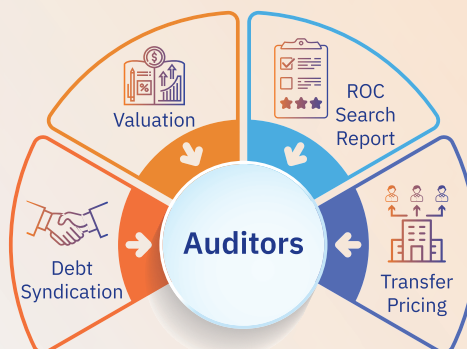 $
%
Valuation
ROC
Search
Report
Auditors
Debt
Syndication
Transfer
Pricing